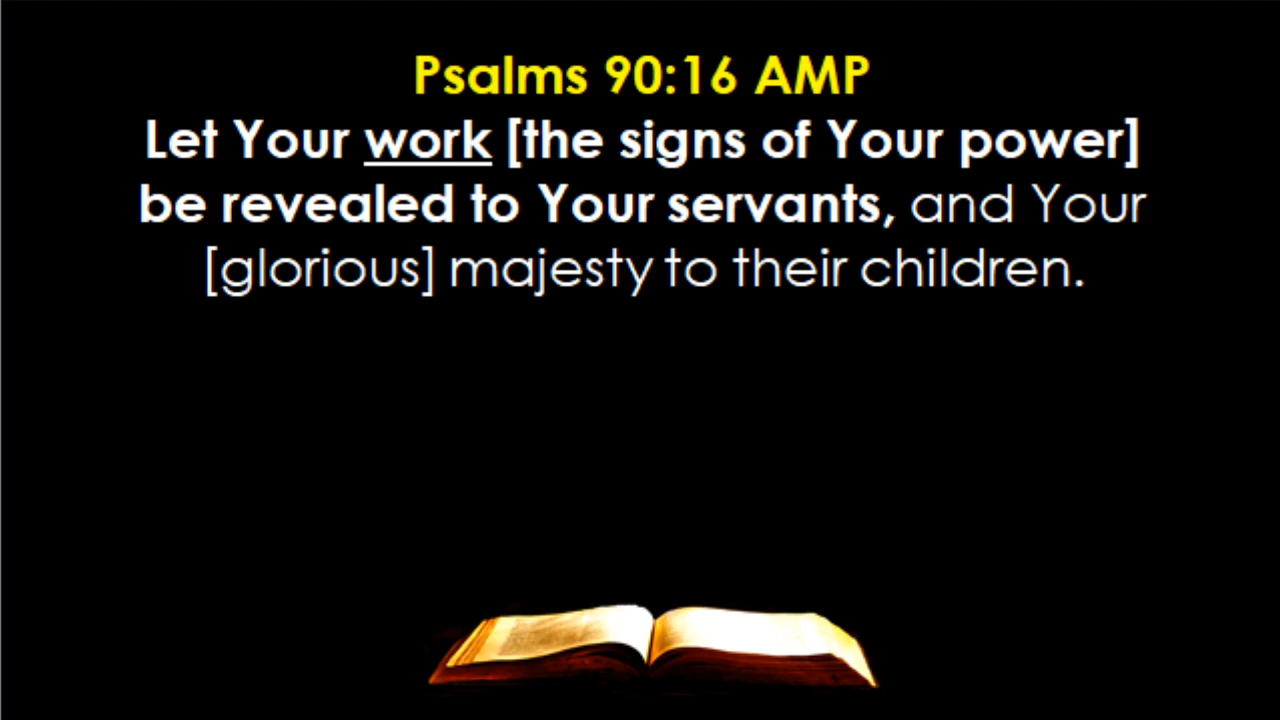 Psalms 90:16 AMP
Let Your work [the signs of Your power]
be revealed to Your servants, and Your
[glorious] majesty to their children.